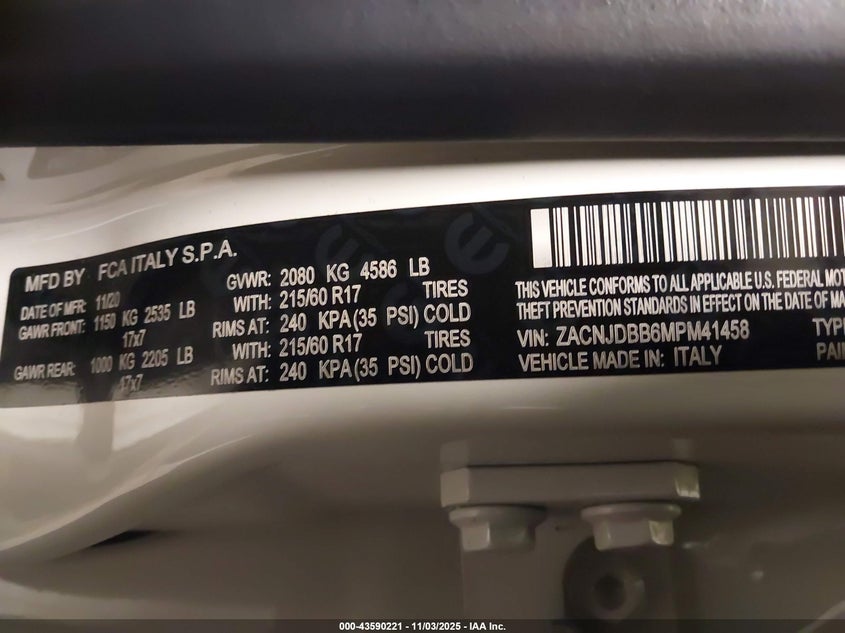 MFD BY FCA ITALY S.P.A.
DATE OF MFR: 11/20 GVWR: 2080 KG 4586 LB
GAWR FRONT: 1150 KG 2535 LB WITH: 215/60 R17 TIRES
17x7 RIMS AT: 240 KPA(35 PSI) COLD
GAWR REAR: 1000 KG 2205 LB WITH: 215/60 R17 TIRES
17x7 RIMS AT: 240 KPA(35 PSI) COLD
THIS VEHICLE CONFORMS TO ALL APPLICABLE U.S. FEDERAL MOT
THEFT PREVENTION STANDARDS IN EFFECT ON THE DATE OF MA
VIN: ZACNJDBB6MPM41458 TYP
VEHICLE MADE IN: ITALY PAI
000-43590221 - 11/03/2025 - IAA Inc.